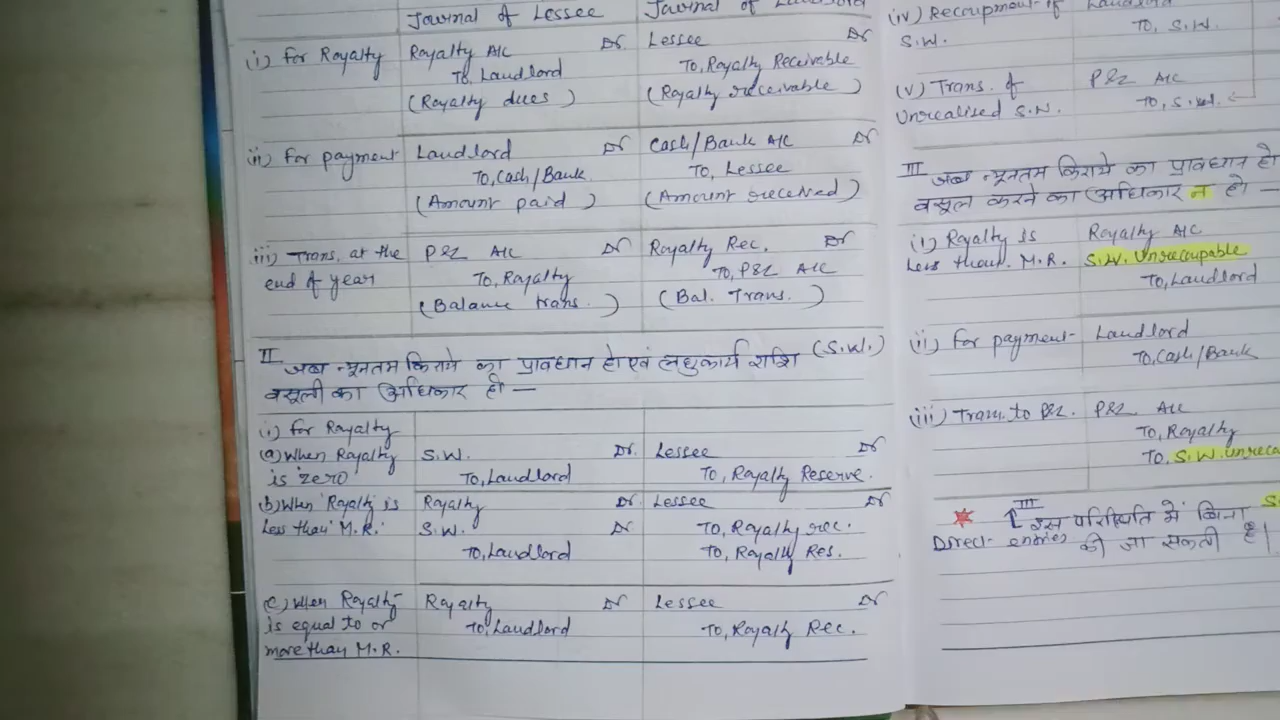 Journal of Lessee
Journal of Landlord
(i) For Royalty
Royalty A/C Dr
To, Landlord
(Royalty dues)
Lessee Dr
To, Royalty Receivable
(Royalty receivable)
(ii) For payment
Landlord Dr
To, Cash/Bank
(Amount paid)
Cash/Bank A/C Dr
To, Lessee
(Amount received)
(iii) Trans. at the
end of year
P&L A/C Dr
To, Royalty
(Balance trans.)
Royalty Rec. Dr
To, P&L A/C
(Bal. Trans.)
II जब न्यूनतम किराये का प्रावधान हो एवं लघुकार्य राशि (S.W.)
वसूली का अधिकार हो —
(i) For Royalty
(a) When Royalty
is 'zero'
S.W. Dr.
To, Landlord
Lessee Dr
To, Royalty Reserve.
(b) When Royalty is
Less than M.R.
Royalty Dr
S.W. Dr
To, Landlord
Lessee Dr
To, Royalty rec.
To, Royalty Res.
(c) When Royalty
is equal to or
more than M.R.
Royalty Dr
To, Landlord
Lessee Dr
To, Royalty Rec.
(iv) Recoupment of
S.W.
Landlord
To, S.W.
(v) Trans. of
Unrealised S.W.
P&L A/C
To, S.W.
III जब न्यूनतम किराये का प्रावधान हो
वसूल करने का अधिकार न हो —
(i) Royalty is
Less than M.R.
Royalty A/C
S.W. Unrecoupable
To, Landlord
(ii) For payment-
Landlord
To, Cash/Bank
(iii) Trans. to P&L.
P&L A/C
To, Royalty
To, S.W. Unreco
III
इस परिस्थिति में बिना
Direct- entries की जा सकती है।